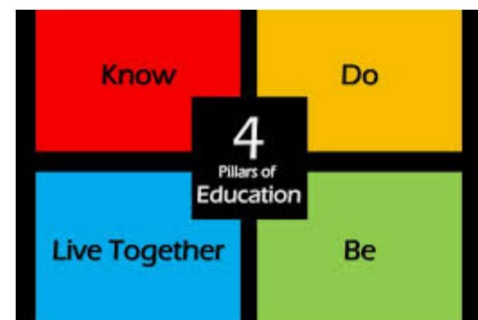 Know
Do
4
Pillars of
Education
Live Together
Be